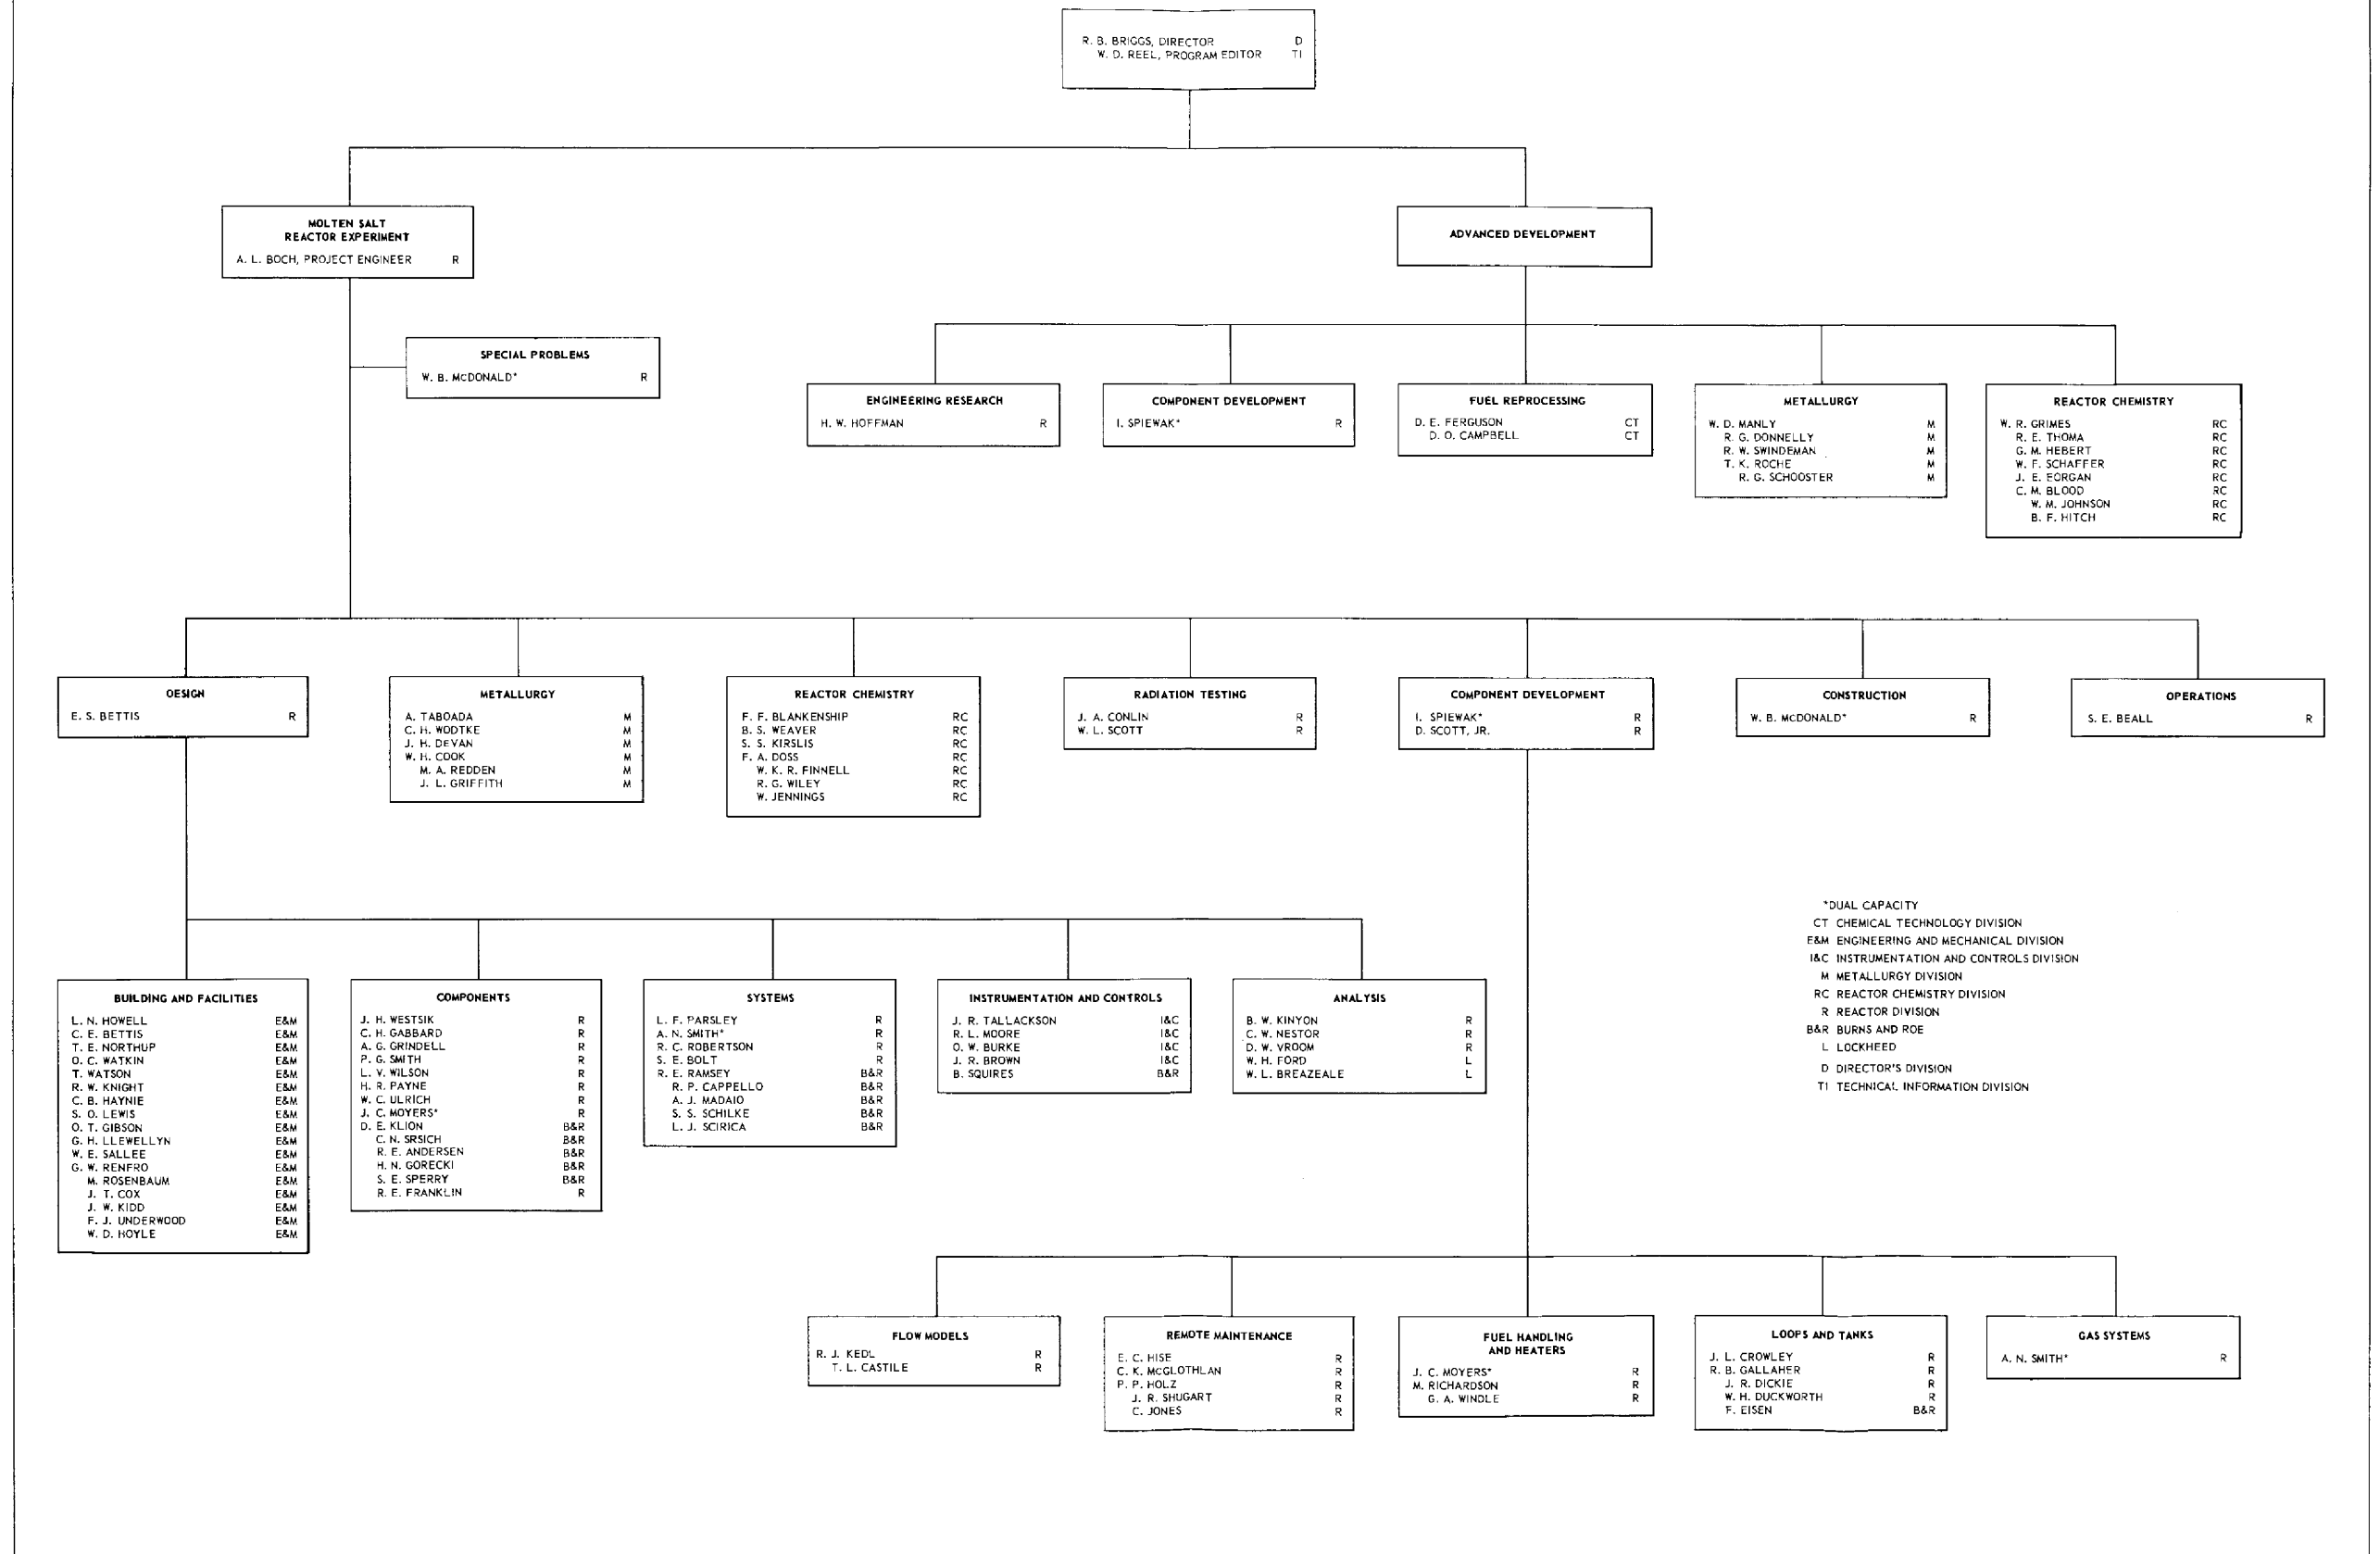 R. B. BRIGGS, DIRECTOR D
W. D. REEL, PROGRAM EDITOR TI
MOLTEN SALT
REACTOR EXPERIMENT
A. L. BOCH, PROJECT ENGINEER R
ADVANCED DEVELOPMENT
SPECIAL PROBLEMS
W. B. McDONALD* R
ENGINEERING RESEARCH
H. W. HOFFMAN R
COMPONENT DEVELOPMENT
I. SPIEWAK* R
FUEL REPROCESSING
D. E. FERGUSON CT
D. O. CAMPBELL CT
METALLURGY
W. D. MANLY M
R. G. DONNELLY M
R. W. SWINDEMAN M
T. K. ROCHE M
R. G. SCHOOSTER M
REACTOR CHEMISTRY
W. R. GRIMES RC
R. E. THOMA RC
G. M. HEBERT RC
W. F. SCHAFFER RC
J. E. EORGAN RC
C. M. BLOOD RC
W. M. JOHNSON RC
B. F. HITCH RC
DESIGN
E. S. BETTIS R
METALLURGY
A. TABOADA M
C. H. WODTKE M
J. H. DEVAN M
W. H. COOK M
M. A. REDDEN M
J. L. GRIFFITH M
REACTOR CHEMISTRY
F. F. BLANKENSHIP RC
B. S. WEAVER RC
S. S. KIRSLIS RC
F. A. DOSS RC
W. K. R. FINNELL RC
R. G. WILEY RC
W. JENNINGS RC
RADIATION TESTING
J. A. CONLIN R
W. L. SCOTT R
COMPONENT DEVELOPMENT
I. SPIEWAK* R
D. SCOTT, JR. R
CONSTRUCTION
W. B. McDONALD* R
OPERATIONS
S. E. BEALL R
*DUAL CAPACITY
CT CHEMICAL TECHNOLOGY DIVISION
E&M ENGINEERING AND MECHANICAL DIVISION
I&C INSTRUMENTATION AND CONTROLS DIVISION
M METALLURGY DIVISION
RC REACTOR CHEMISTRY DIVISION
R REACTOR DIVISION
B&R BURNS AND ROE
L LOCKHEED
D DIRECTOR'S DIVISION
TI TECHNICAL INFORMATION DIVISION
BUILDING AND FACILITIES
L. N. HOWELL E&M
C. E. BETTIS E&M
T. E. NORTHUP E&M
O. C. WATKIN E&M
T. WATSON E&M
R. W. KNIGHT E&M
C. B. HAYNIE E&M
S. O. LEWIS E&M
O. T. GIBSON E&M
G. H. LLEWELLYN E&M
W. E. SALLEE E&M
G. W. RENFRO E&M
M. ROSENBAUM E&M
J. T. COX E&M
J. W. KIDD E&M
F. J. UNDERWOOD E&M
W. D. HOYLE E&M
COMPONENTS
J. H. WESTSIK R
C. H. GABBARD R
A. G. GRINDELL R
P. G. SMITH R
L. V. WILSON R
H. R. PAYNE R
W. C. ULRICH R
J. C. MOYERS* R
D. E. KLION B&R
C. N. SRSICH B&R
R. E. ANDERSEN B&R
H. N. GORECKI B&R
S. E. SPERRY B&R
R. E. FRANKLIN R
SYSTEMS
L. F. PARSLEY R
A. N. SMITH* R
R. C. ROBERTSON R
S. E. BOLT R
R. E. RAMSEY B&R
R. P. CAPPELLO B&R
A. J. MADAIO B&R
S. S. SCHILKE B&R
L. J. SCIRICA B&R
INSTRUMENTATION AND CONTROLS
J. R. TALLACKSON I&C
R. L. MOORE I&C
O. W. BURKE I&C
J. R. BROWN I&C
B. SQUIRES B&R
ANALYSIS
B. W. KINYON R
C. W. NESTOR R
D. W. VROOM R
W. H. FORD L
W. L. BREAZEALE L
FLOW MODELS
R. J. KEDL R
T. L. CASTILE R
REMOTE MAINTENANCE
E. C. HISE R
C. K. McGLOTHLAN R
P. P. HOLZ R
J. R. SHUGART R
C. JONES R
FUEL HANDLING
AND HEATERS
J. C. MOYERS* R
M. RICHARDSON R
G. A. WINDLE R
LOOPS AND TANKS
J. L. CROWLEY R
R. B. GALLAHER R
J. R. DICKIE R
W. H. DUCKWORTH R
F. EISEN B&R
GAS SYSTEMS
A. N. SMITH* R